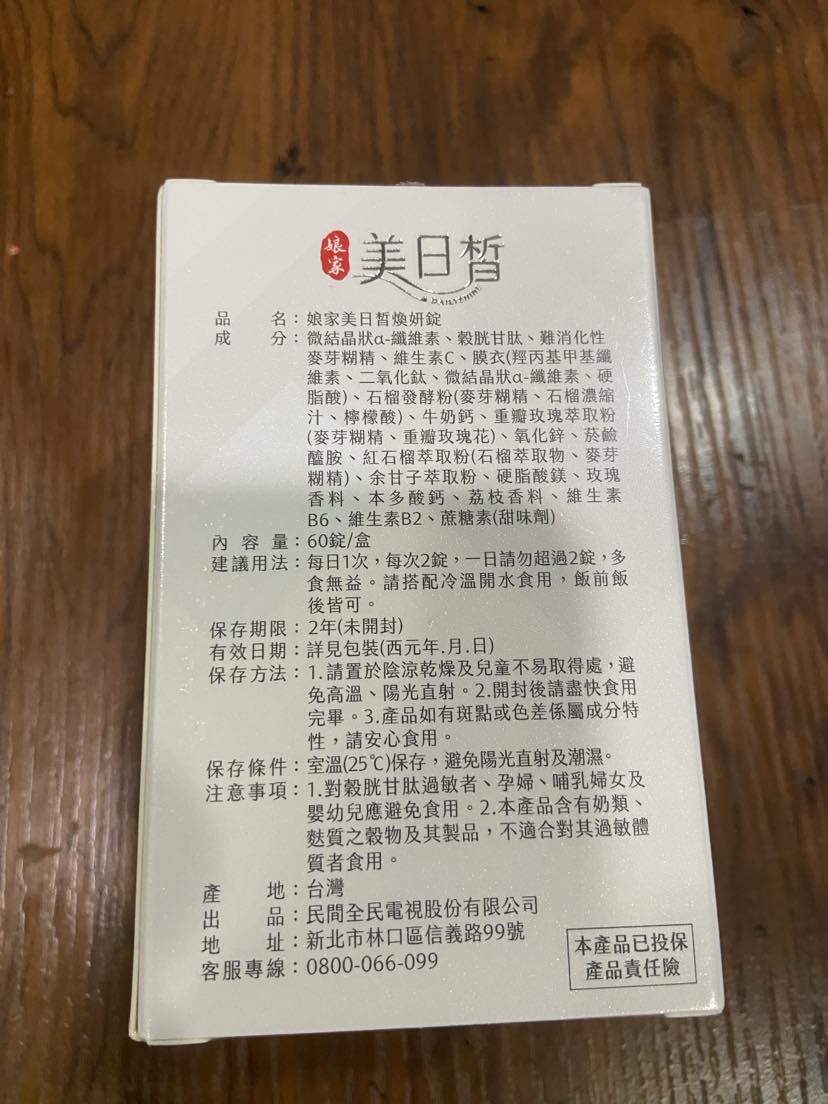 娘家
美日皙
DAILYSHINE
品　　名：娘家美日皙煥妍錠
成　　分：微結晶狀α-纖維素、穀胱甘肽、難消化性
麥芽糊精、維生素C、膜衣(羥丙基甲基纖
維素、二氧化鈦、微結晶狀α-纖維素、硬
脂酸)、石榴發酵粉(麥芽糊精、石榴濃縮
汁、檸檬酸)、牛奶鈣、重瓣玫瑰萃取粉
(麥芽糊精、重瓣玫瑰花)、氧化鋅、菸鹼
醯胺、紅石榴萃取粉(石榴萃取物、麥芽
糊精)、余甘子萃取粉、硬脂酸鎂、玫瑰
香料、本多酸鈣、荔枝香料、維生素
B6、維生素B2、蔗糖素(甜味劑)
內 容 量：60錠/盒
建議用法：每日1次，每次2錠，一日請勿超過2錠，多
食無益。請搭配冷溫開水食用，飯前飯
後皆可。
保存期限：2年(未開封)
有效日期：詳見包裝(西元年.月.日)
保存方法：1.請置於陰涼乾燥及兒童不易取得處，避
免高溫、陽光直射。2.開封後請盡快食用
完畢。3.產品如有斑點或色差係屬成分特
性，請安心食用。
保存條件：室溫(25℃)保存，避免陽光直射及潮濕。
注意事項：1.對穀胱甘肽過敏者、孕婦、哺乳婦女及
嬰幼兒應避免食用。2.本產品含有奶類、
麩質之穀物及其製品，不適合對其過敏體
質者食用。
產　　地：台灣
出　　品：民間全民電視股份有限公司
地　　址：新北市林口區信義路99號
客服專線：0800-066-099
本產品已投保
產品責任險